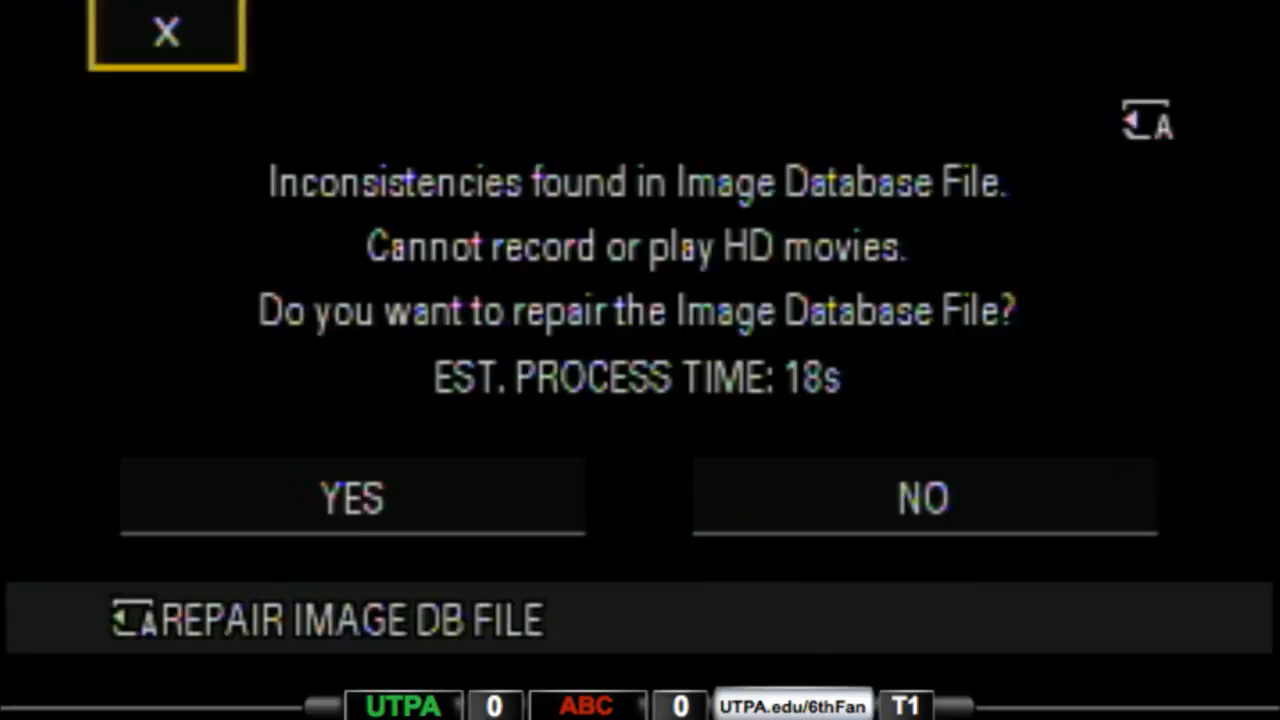 X
A
Inconsistencies found in Image Database File.
Cannot record or play HD movies.
Do you want to repair the Image Database File?
EST. PROCESS TIME: 18s
YES NO
A REPAIR IMAGE DB FILE
UTPA 0 ABC 0 UTPA.edu/6thFan T1